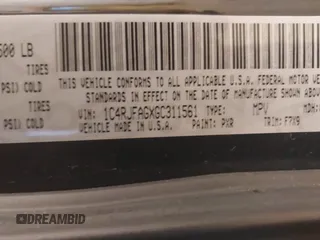 500 LB
TIRES
PSI) COLD
TIRES
PSI) COLD
THIS VEHICLE CONFORMS TO ALL APPLICABLE U.S.A. FEDERAL MOTOR VEH
STANDARDS IN EFFECT ON THE DATE OF MANUFACTURE SHOWN
VIN: 1C4RJFAGXGC311561 TYPE: MPV
VEHICLE MADE IN U.S.A. PAINT: PXR TRIM: F7X9
DREAMBID